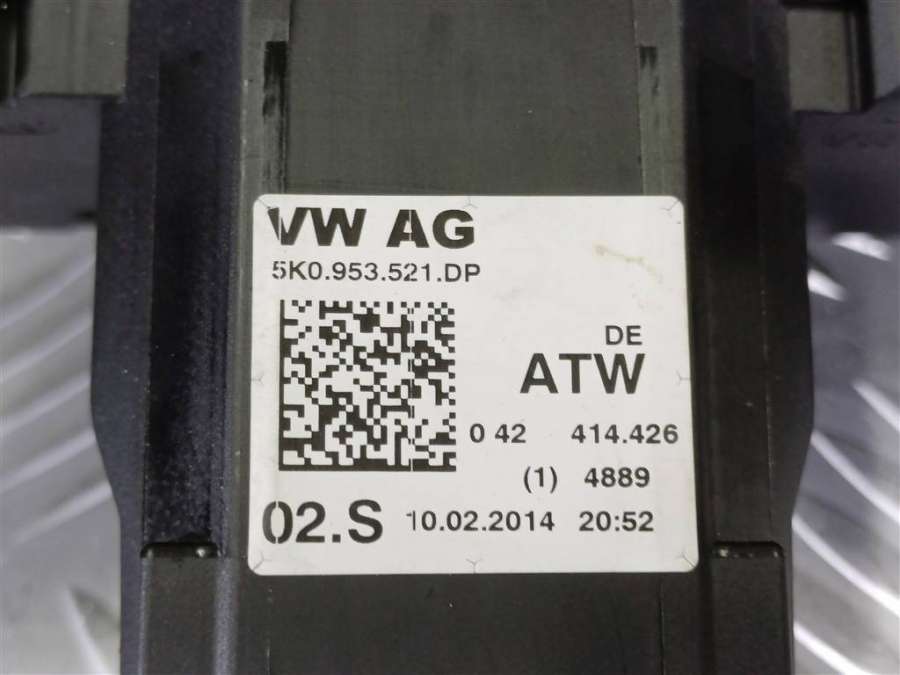 VW AG
5K0.953.521.DP
DE
ATW
0 42 414.426
(1) 4889
02.S 10.02.2014 20:52